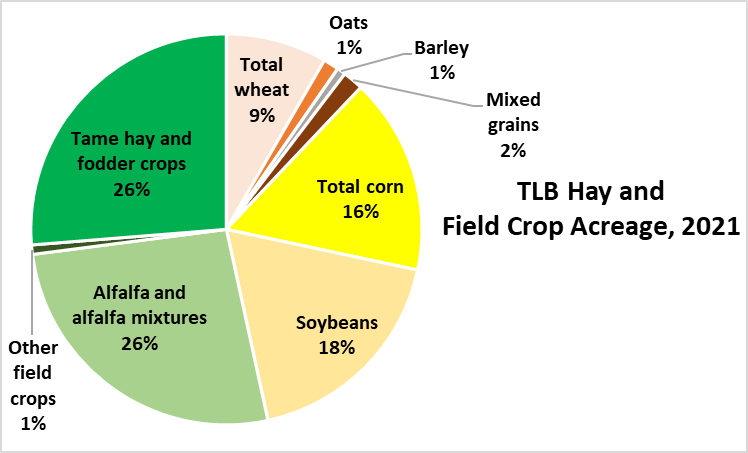 Oats
1%
Barley
1%
Mixed
grains
2%
Total
wheat
9%
Tame hay and
fodder crops
26%
Total corn
16%
TLB Hay and
Field Crop Acreage, 2021
Alfalfa and
alfalfa mixtures
26%
Soybeans
18%
Other
field
crops
1%